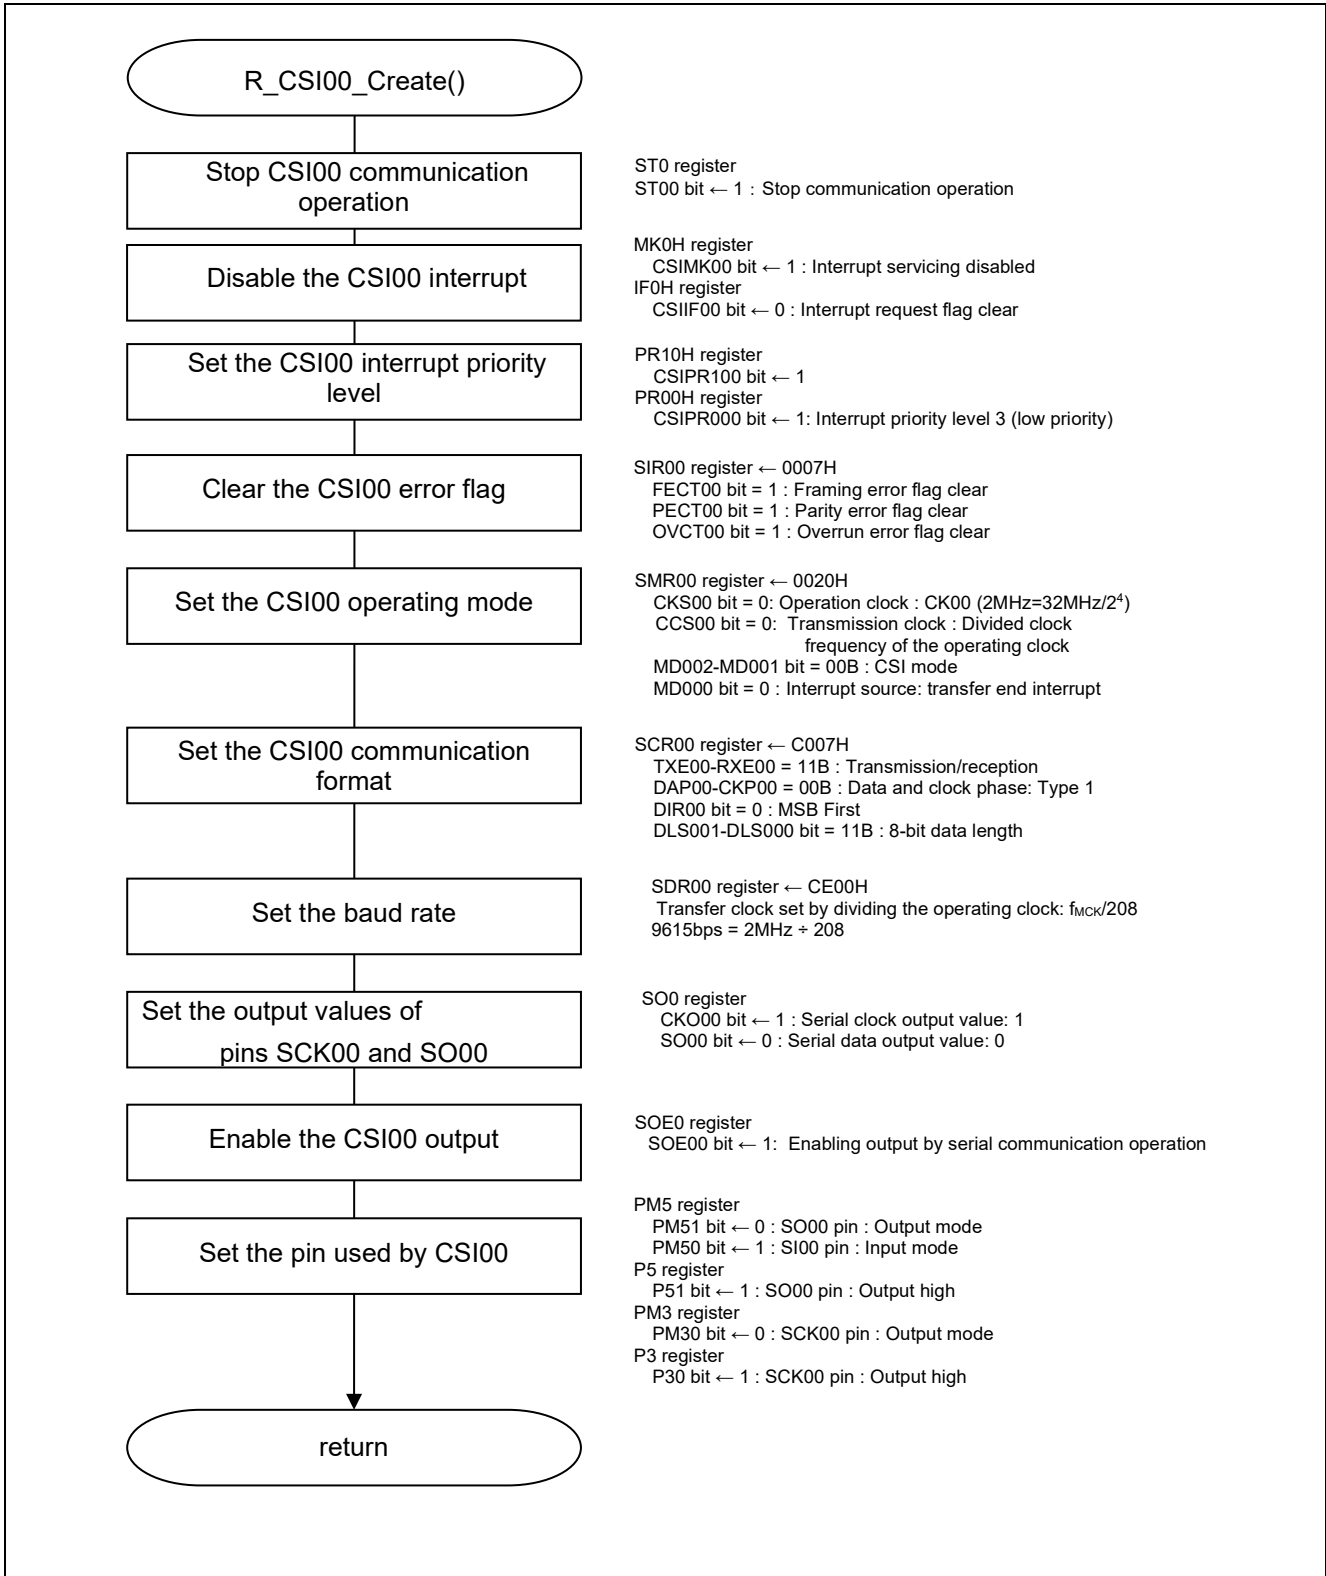 R_CSI00_Create()
Stop CSI00 communication
operation
ST0 register
ST00 bit ← 1 : Stop communication operation
Disable the CSI00 interrupt
MK0H register
CSIMK00 bit ← 1 : Interrupt servicing disabled
IF0H register
CSIIF00 bit ← 0 : Interrupt request flag clear
Set the CSI00 interrupt priority
level
PR10H register
CSIPR100 bit ← 1
PR00H register
CSIPR000 bit ← 1: Interrupt priority level 3 (low priority)
Clear the CSI00 error flag
SIR00 register ← 0007H
FECT00 bit = 1 : Framing error flag clear
PECT00 bit = 1 : Parity error flag clear
OVCT00 bit = 1 : Overrun error flag clear
Set the CSI00 operating mode
SMR00 register ← 0020H
CKS00 bit = 0: Operation clock : CK00 (2MHz=32MHz/2⁴)
CCS00 bit = 0: Transmission clock : Divided clock
frequency of the operating clock
MD002-MD001 bit = 00B : CSI mode
MD000 bit = 0 : Interrupt source: transfer end interrupt
Set the CSI00 communication
format
SCR00 register ← C007H
TXE00-RXE00 = 11B : Transmission/reception
DAP00-CKP00 = 00B : Data and clock phase: Type 1
DIR00 bit = 0 : MSB First
DLS001-DLS000 bit = 11B : 8-bit data length
Set the baud rate
SDR00 register ← CE00H
Transfer clock set by dividing the operating clock: fMCK/208
9615bps = 2MHz ÷ 208
Set the output values of
pins SCK00 and SO00
SO0 register
CKO00 bit ← 1 : Serial clock output value: 1
SO00 bit ← 0 : Serial data output value: 0
Enable the CSI00 output
SOE0 register
SOE00 bit ← 1: Enabling output by serial communication operation
Set the pin used by CSI00
PM5 register
PM51 bit ← 0 : SO00 pin : Output mode
PM50 bit ← 1 : SI00 pin : Input mode
P5 register
P51 bit ← 1 : SO00 pin : Output high
PM3 register
PM30 bit ← 0 : SCK00 pin : Output mode
P3 register
P30 bit ← 1 : SCK00 pin : Output high
return